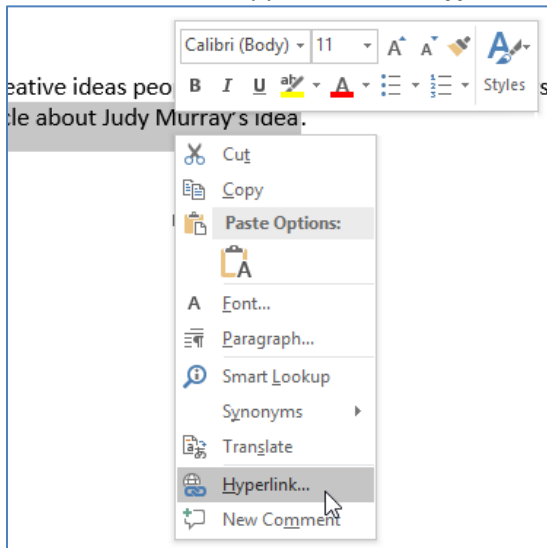 Calibri (Body) 11 A A
B I U aby A Styles
eative ideas peo s
cle about Judy Murray's idea.
Cut
Copy
Paste Options:
A
A Font...
Paragraph...
Smart Lookup
Synonyms
Translate
Hyperlink...
New Comment